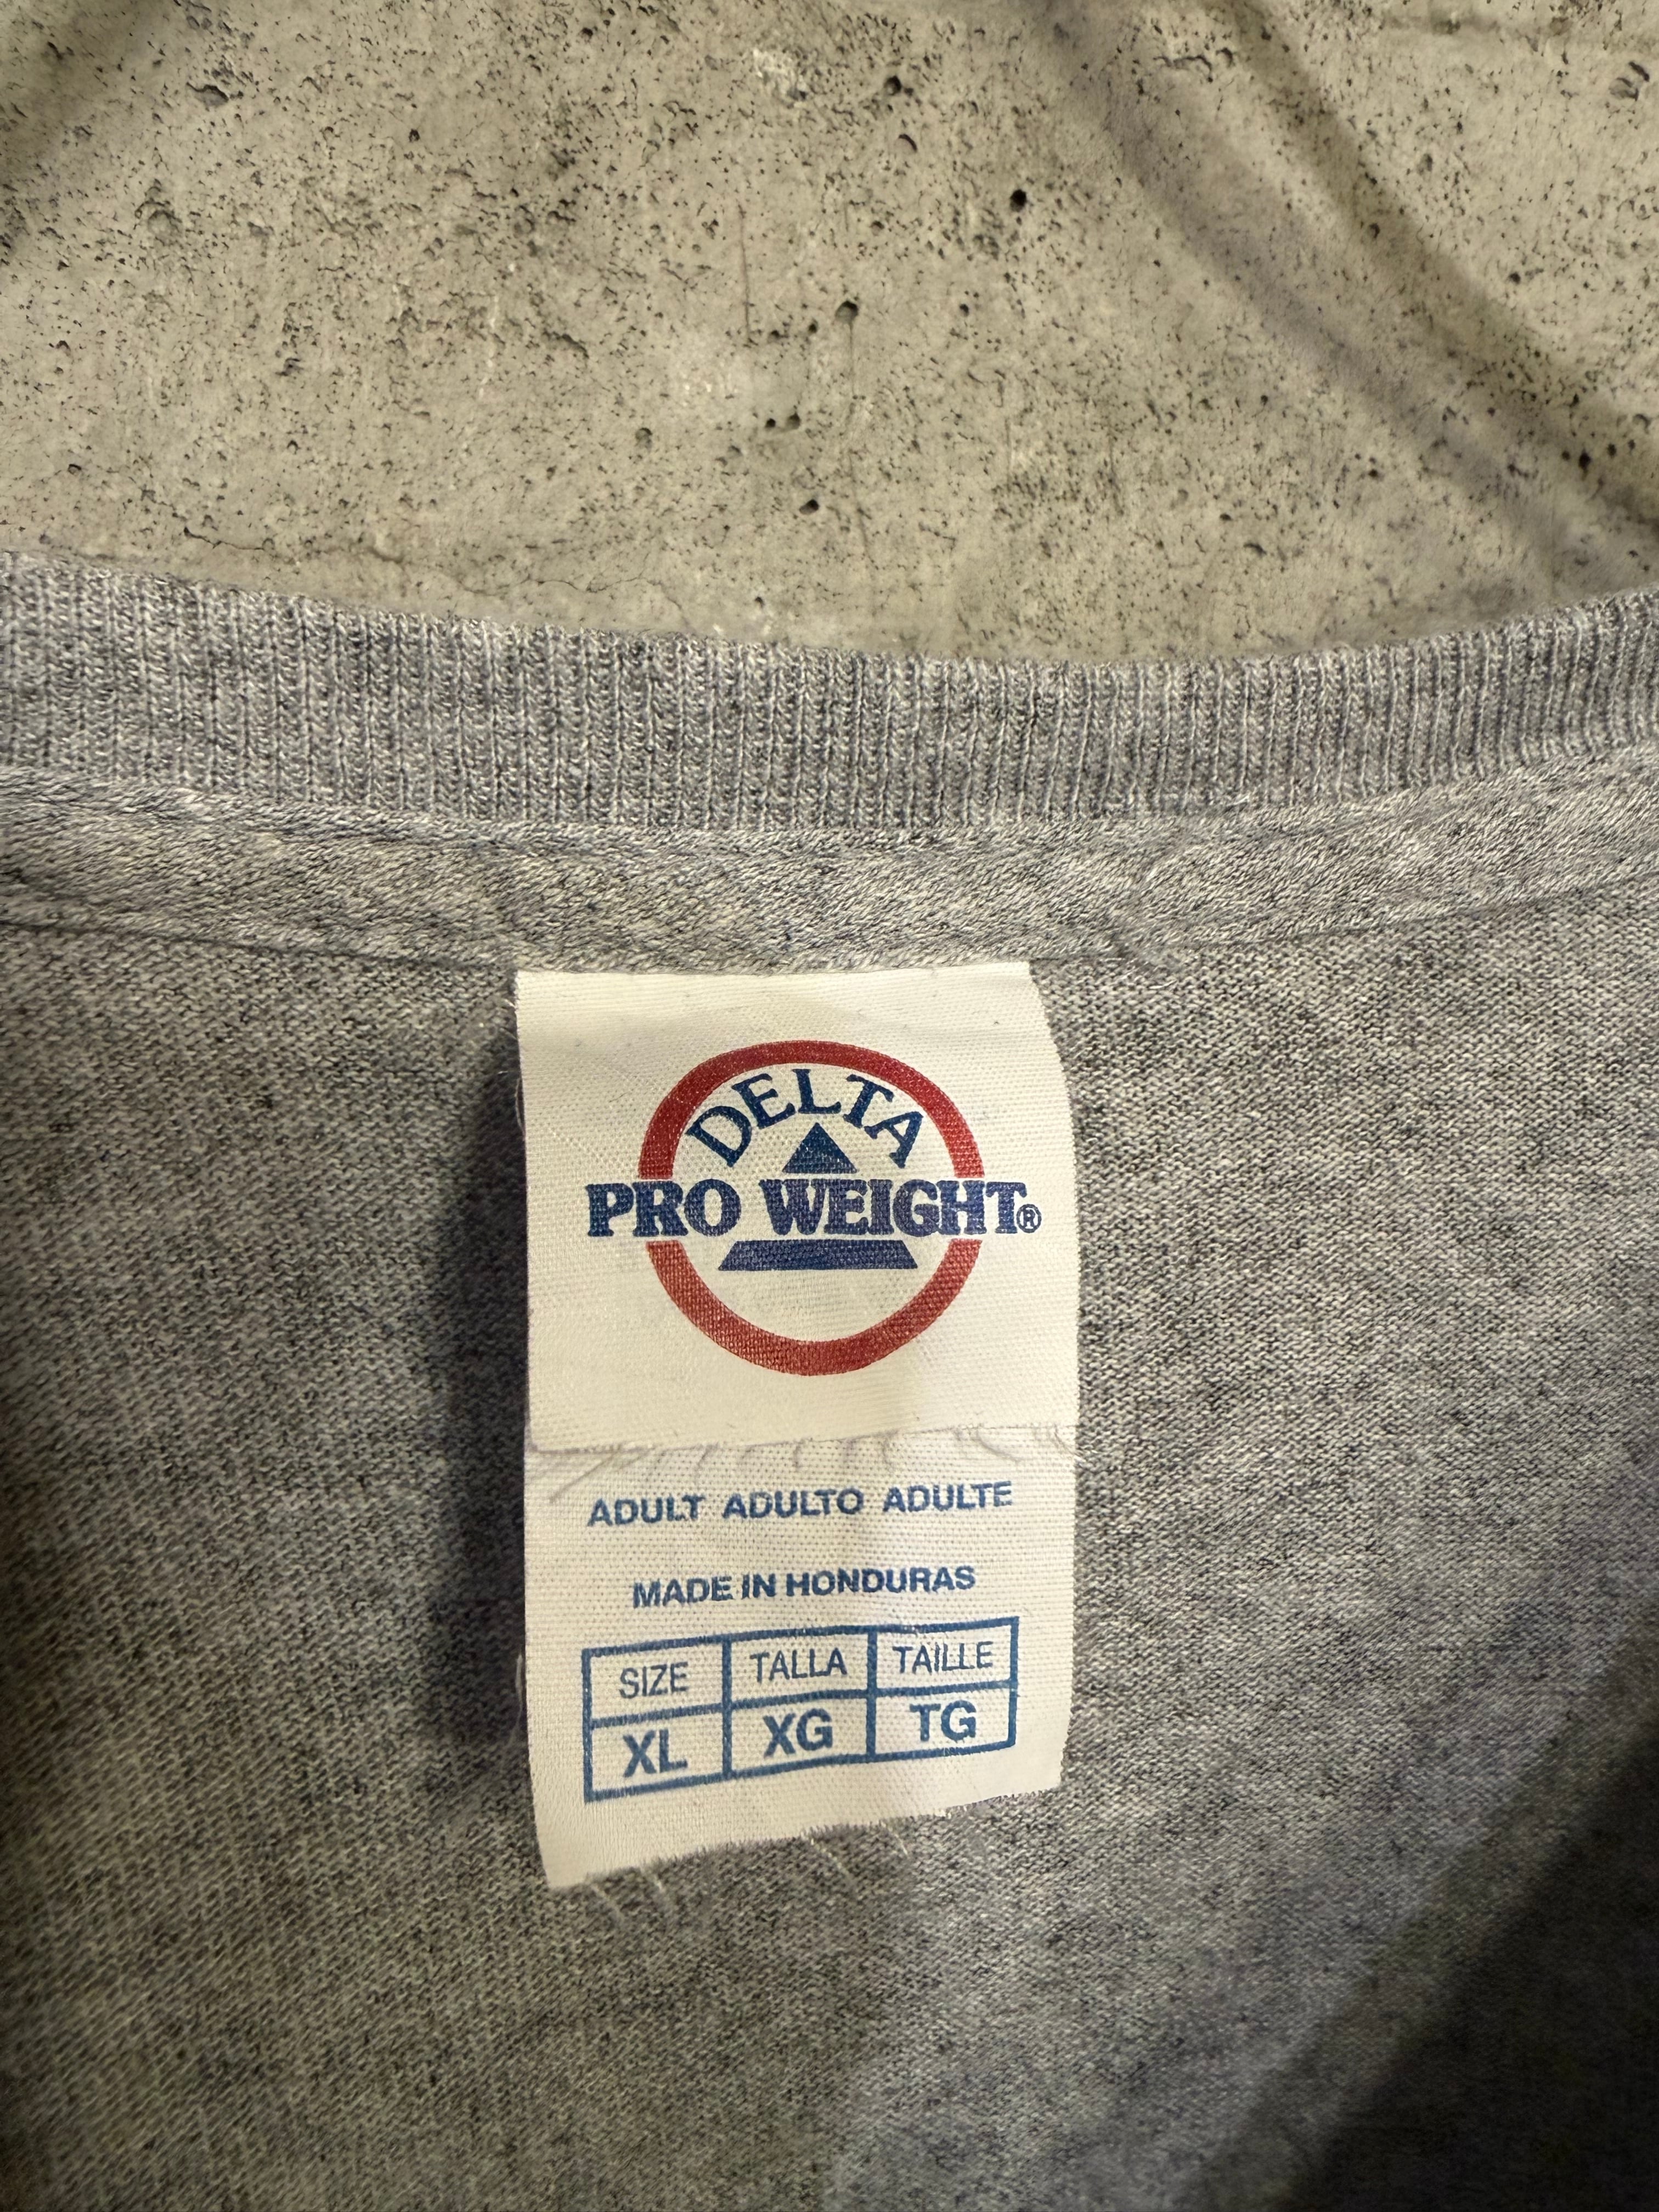 DELTA
PRO WEIGHT®
ADULT ADULTO ADULTE
MADE IN HONDURAS
SIZE TALLA TAILLE
XL XG TG